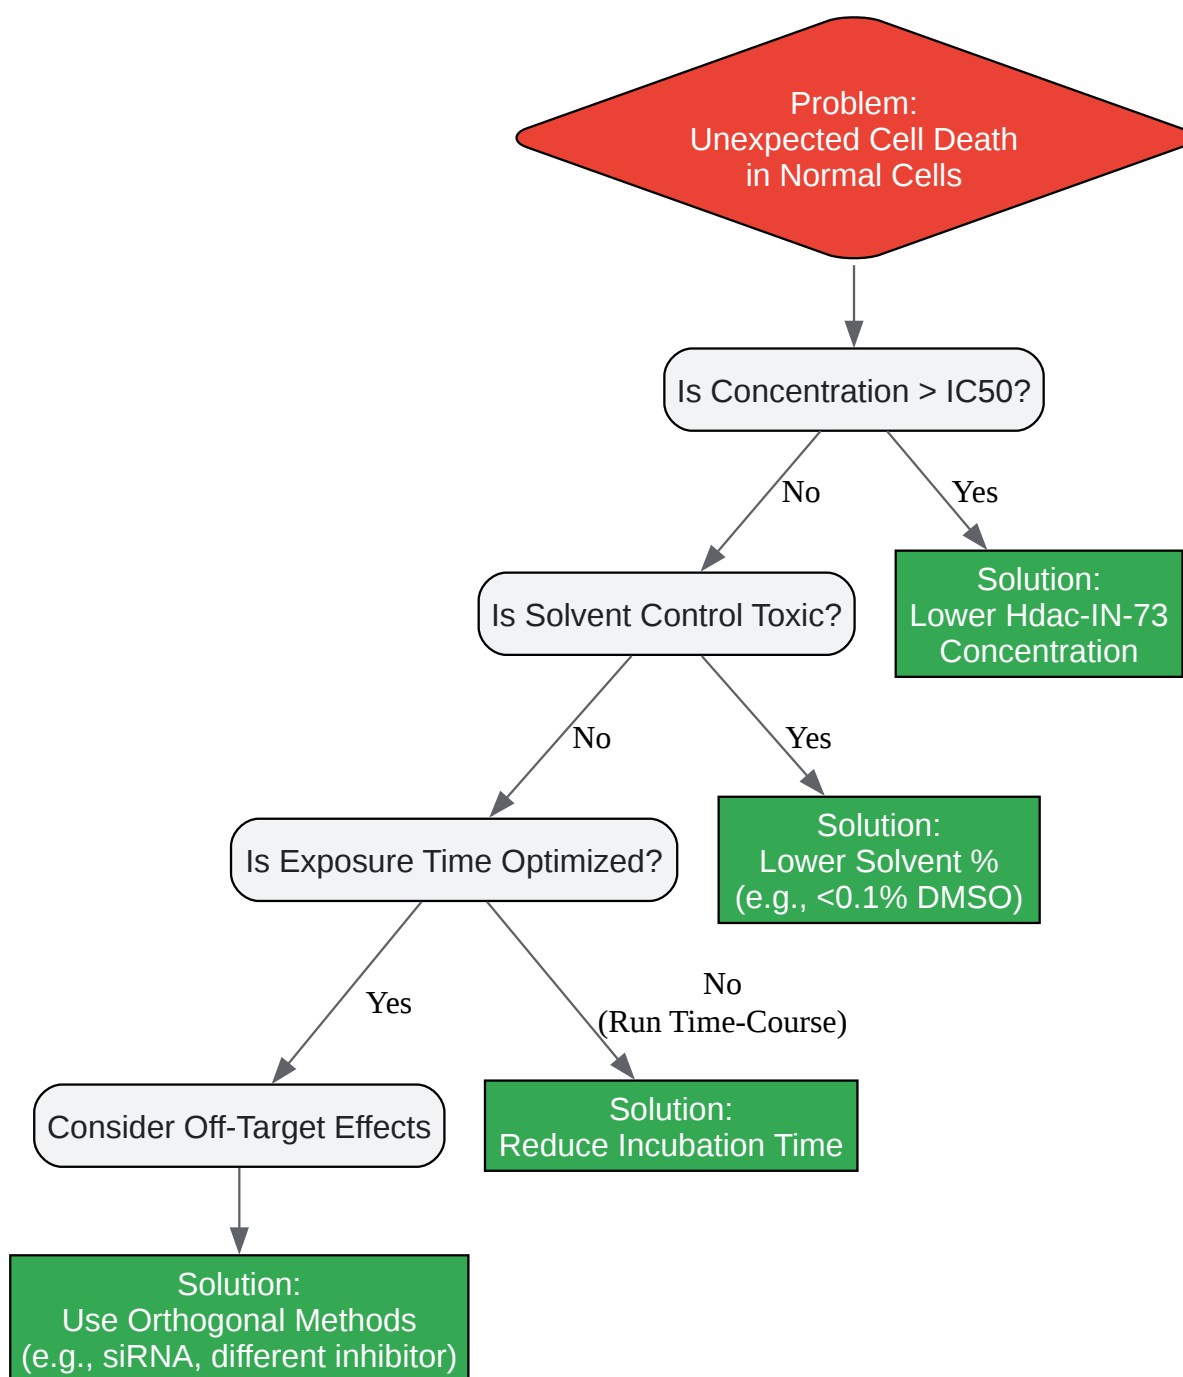 Problem:
Unexpected Cell Death
in Normal Cells
Is Concentration > IC50?
No
Yes
Solution:
Lower Hdac-IN-73
Concentration
Is Solvent Control Toxic?
No
Yes
Solution:
Lower Solvent %
(e.g., <0.1% DMSO)
Is Exposure Time Optimized?
Yes
No
(Run Time-Course)
Consider Off-Target Effects
Solution:
Reduce Incubation Time
Solution:
Use Orthogonal Methods
(e.g., siRNA, different inhibitor)